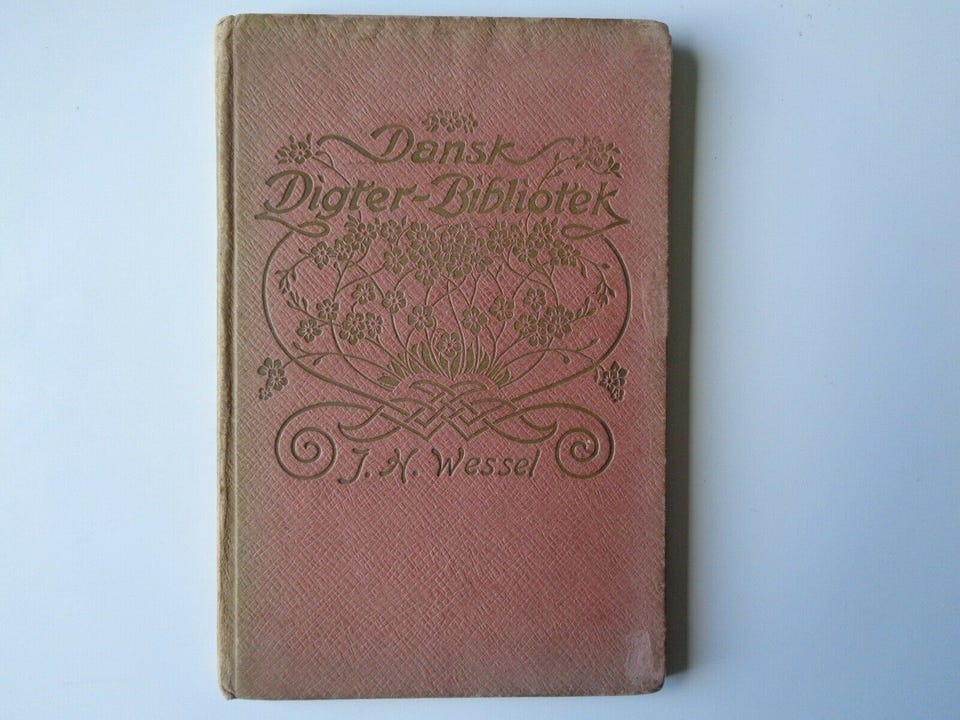 Dansk
Digter-Bibliotek
J. H. Wessel